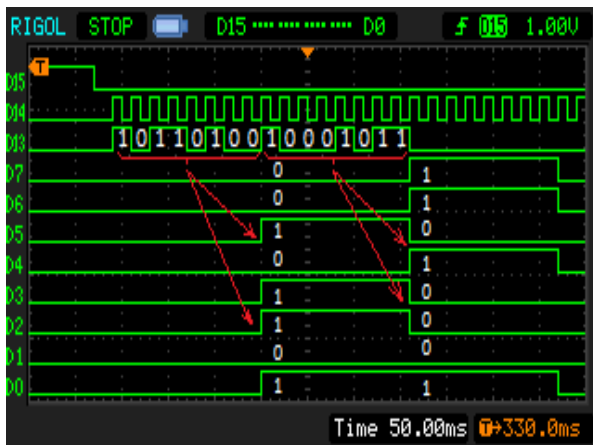 RIGOL STOP D15 D0 D15 1.00V
T
D15
D14
D13 1 0 1 1 0 1 0 0 1 0 0 0 1 0 1 1
D7 0 1
D6 0 1
D5 1 0
D4 0 1
D3 1 0
D2 1 0
D1 0 0
D0 1 1
Time 50.00ms T→330.0ms